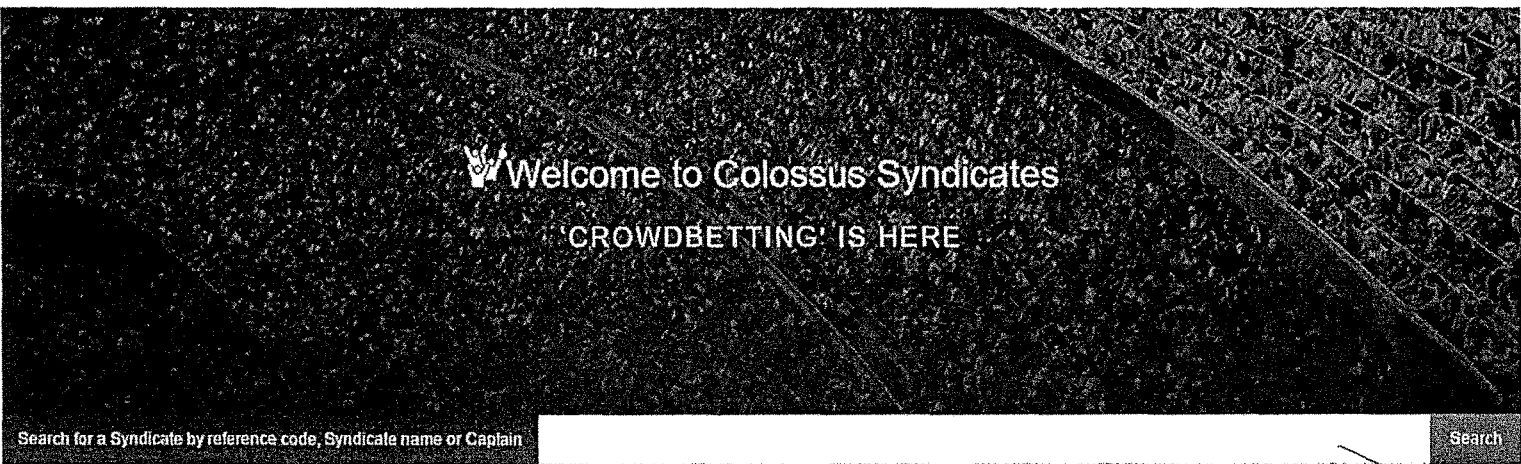 Welcome to Colossus Syndicates
'CROWDBETTING' IS HERE
Search for a Syndicate by reference code, Syndicate name or Captain
Search